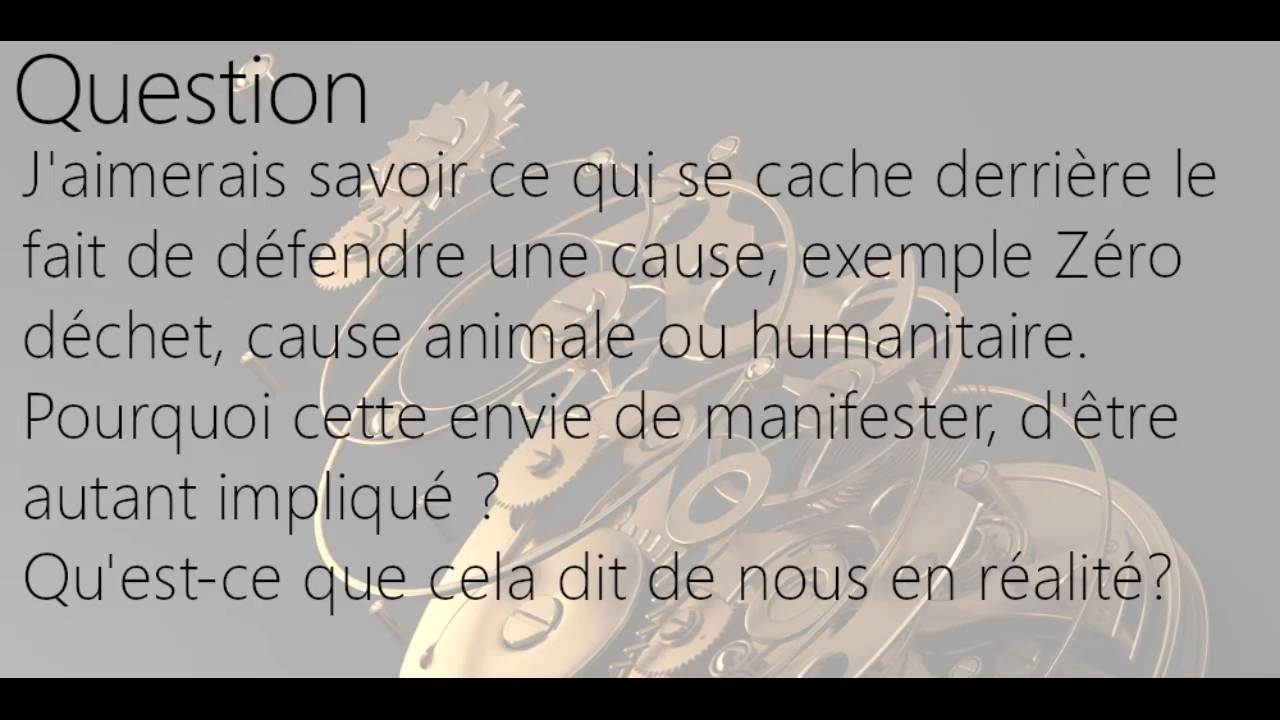 Question
J'aimerais savoir ce qui se cache derrière le
fait de défendre une cause, exemple Zéro
déchet, cause animale ou humanitaire.
Pourquoi cette envie de manifester, d'être
autant impliqué ?
Qu'est-ce que cela dit de nous en réalité?